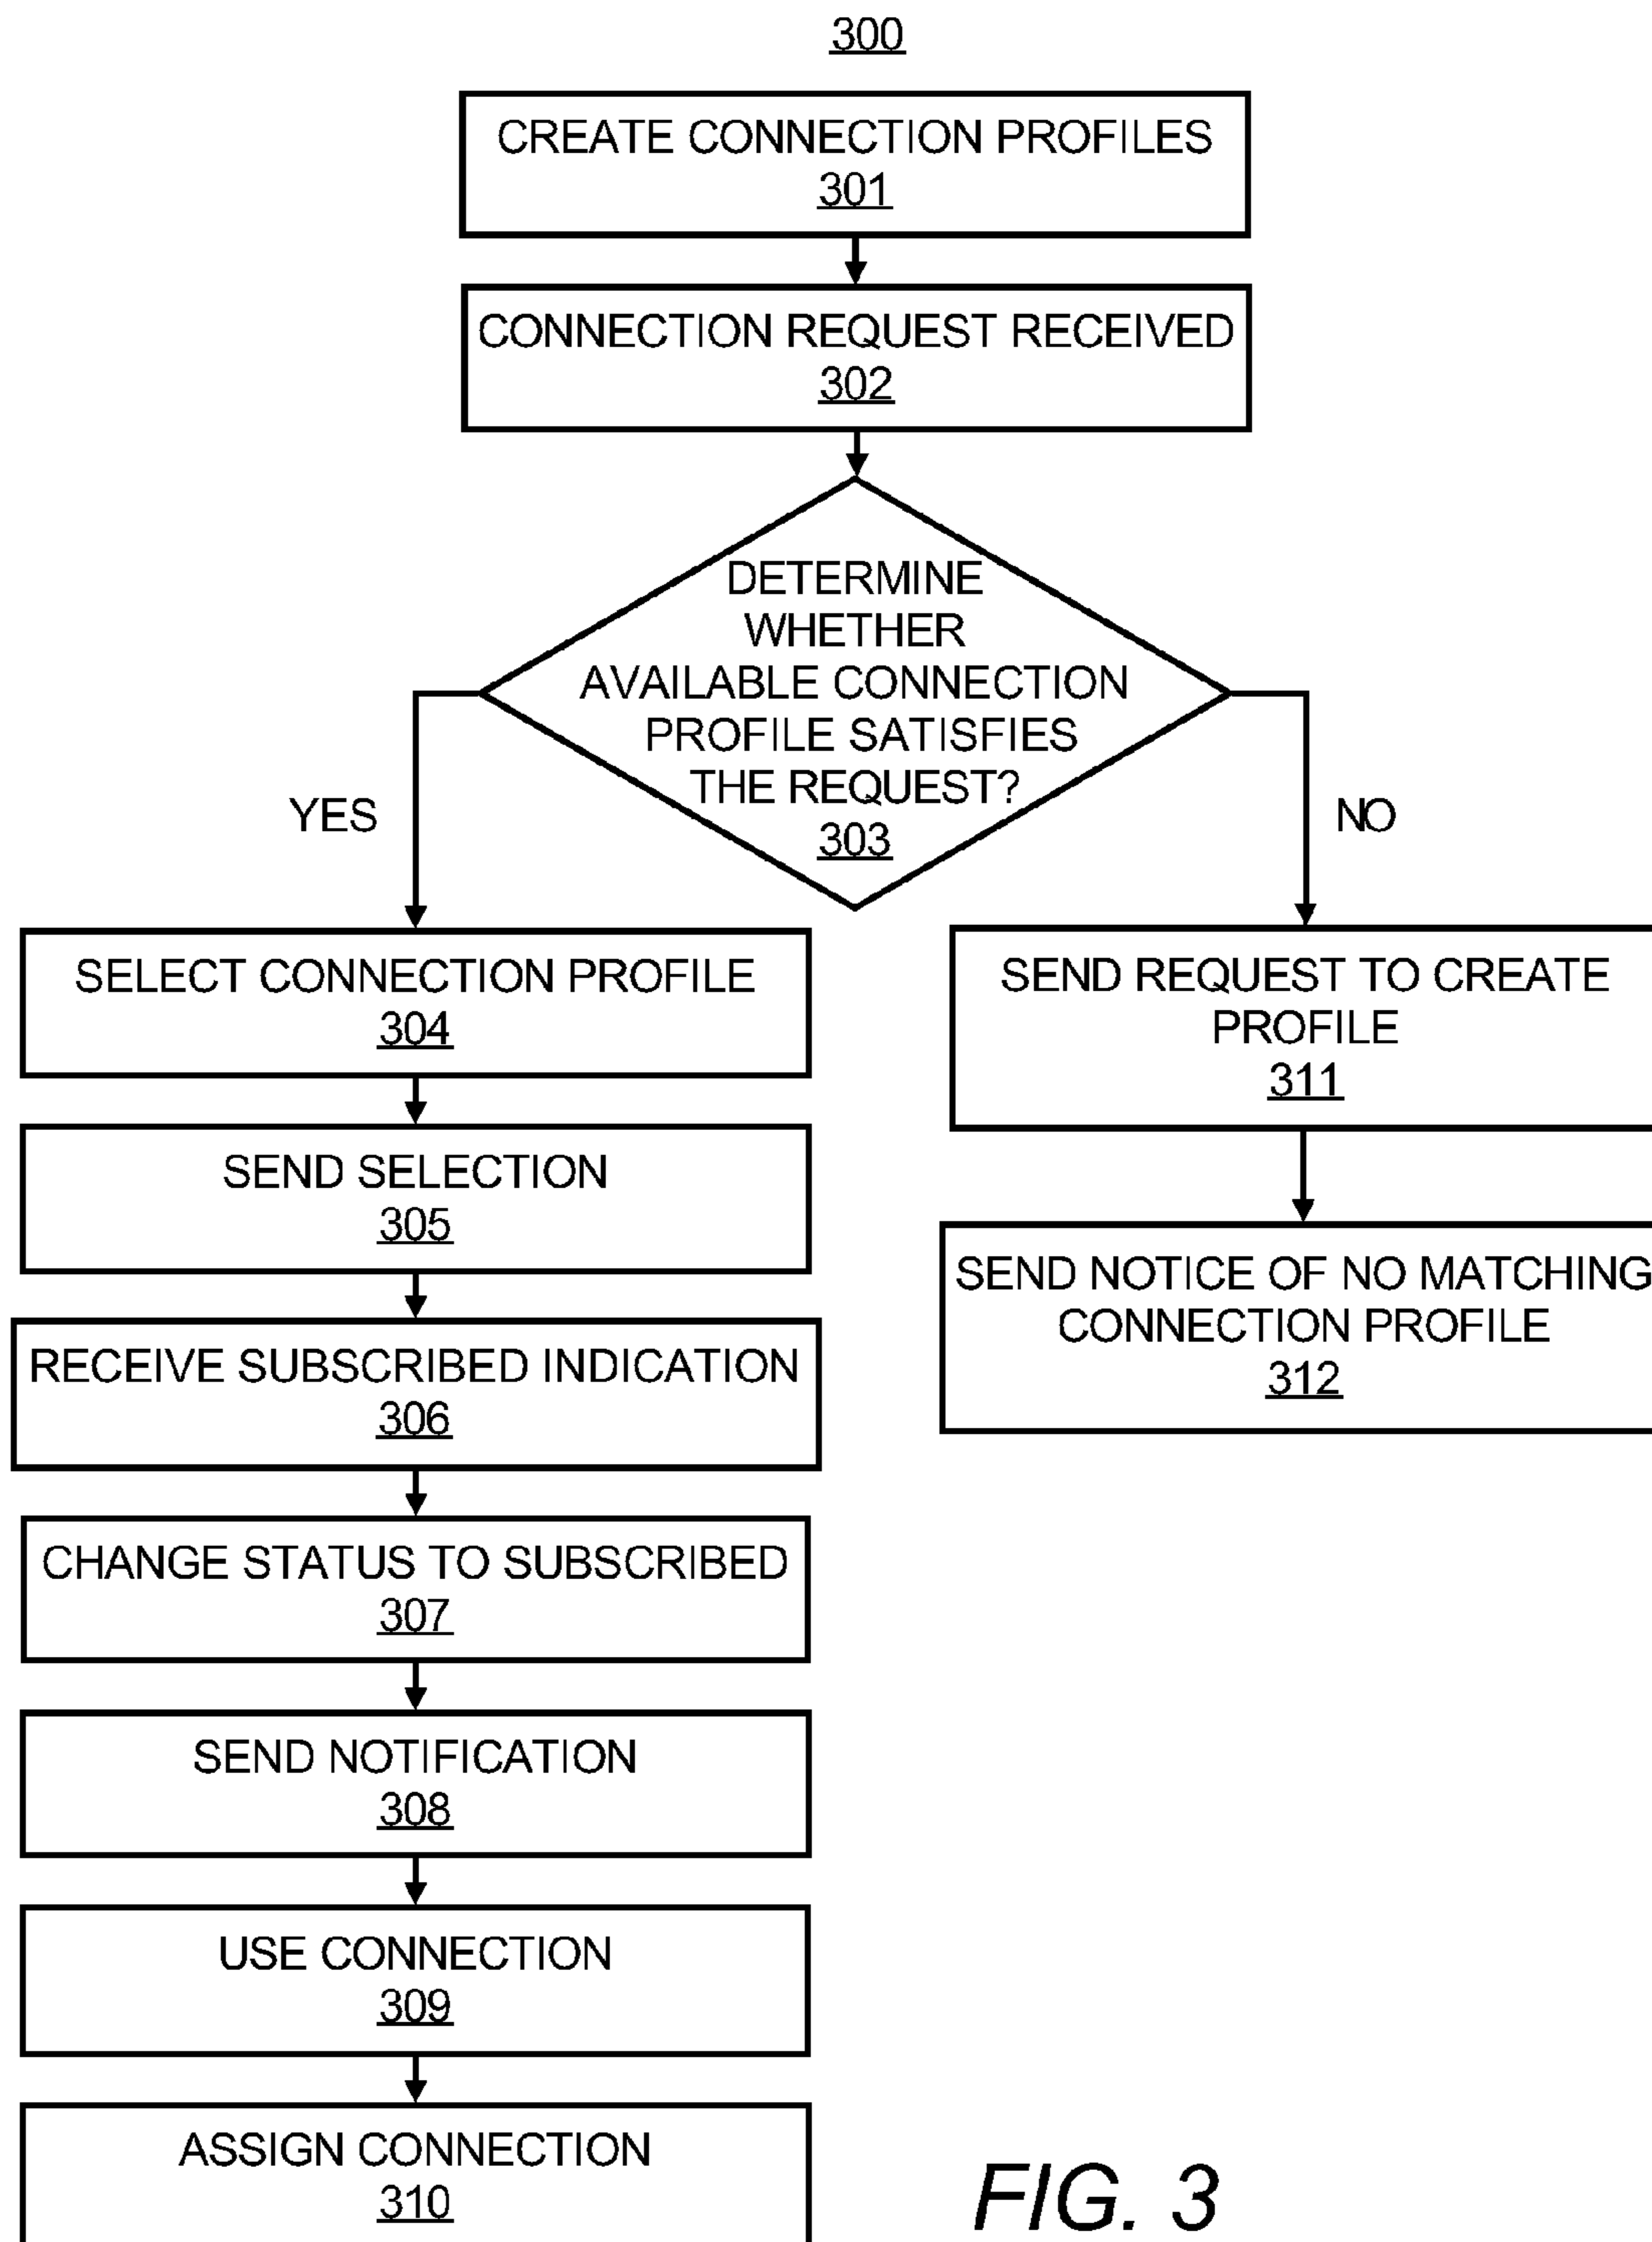 300
CREATE CONNECTION PROFILES
301
CONNECTION REQUEST RECEIVED
302
DETERMINE
WHETHER
AVAILABLE CONNECTION
PROFILE SATISFIES
THE REQUEST?
303
YES
NO
SELECT CONNECTION PROFILE
304
SEND SELECTION
305
RECEIVE SUBSCRIBED INDICATION
306
CHANGE STATUS TO SUBSCRIBED
307
SEND NOTIFICATION
308
USE CONNECTION
309
ASSIGN CONNECTION
310
SEND REQUEST TO CREATE
PROFILE
311
SEND NOTICE OF NO MATCHING
CONNECTION PROFILE
312
FIG. 3